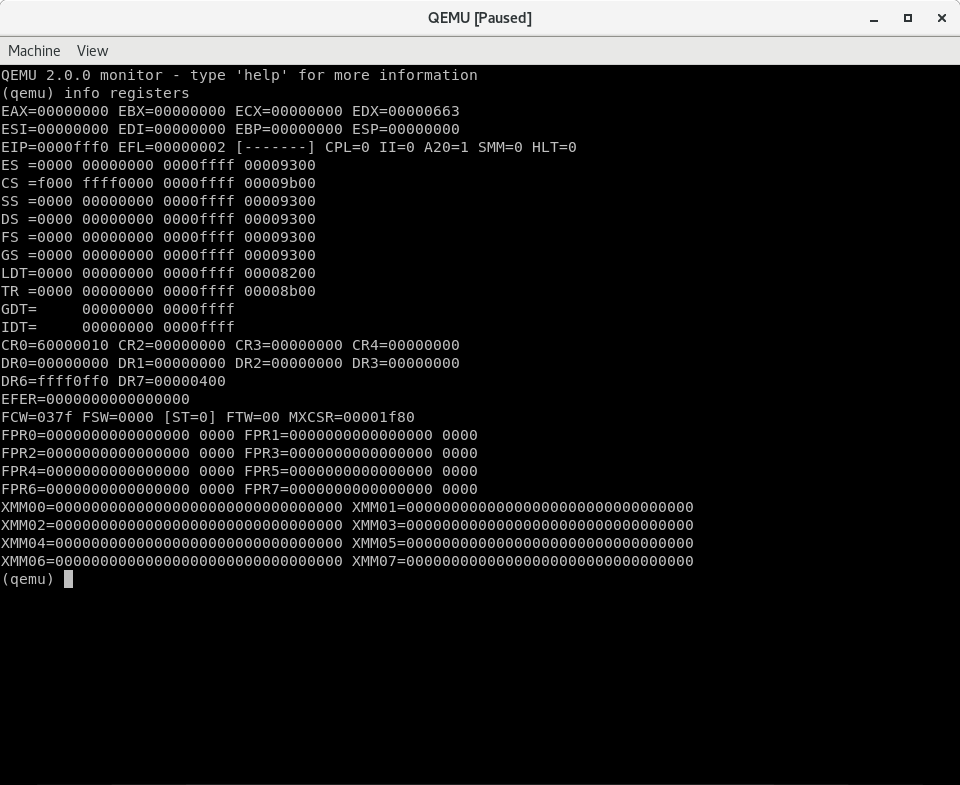 QEMU [Paused]
Machine View
QEMU 2.0.0 monitor - type 'help' for more information
(qemu) info registers
EAX=00000000 EBX=00000000 ECX=00000000 EDX=00000663
ESI=00000000 EDI=00000000 EBP=00000000 ESP=00000000
EIP=0000fff0 EFL=00000002 [-------] CPL=0 II=0 A20=1 SMM=0 HLT=0
ES =0000 00000000 0000ffff 00009300
CS =f000 ffff0000 0000ffff 00009b00
SS =0000 00000000 0000ffff 00009300
DS =0000 00000000 0000ffff 00009300
FS =0000 00000000 0000ffff 00009300
GS =0000 00000000 0000ffff 00009300
LDT=0000 00000000 0000ffff 00008200
TR =0000 00000000 0000ffff 00008b00
GDT=     00000000 0000ffff
IDT=     00000000 0000ffff
CR0=60000010 CR2=00000000 CR3=00000000 CR4=00000000
DR0=00000000 DR1=00000000 DR2=00000000 DR3=00000000
DR6=ffff0ff0 DR7=00000400
EFER=0000000000000000
FCW=037f FSW=0000 [ST=0] FTW=00 MXCSR=00001f80
FPR0=0000000000000000 0000 FPR1=0000000000000000 0000
FPR2=0000000000000000 0000 FPR3=0000000000000000 0000
FPR4=0000000000000000 0000 FPR5=0000000000000000 0000
FPR6=0000000000000000 0000 FPR7=0000000000000000 0000
XMM00=00000000000000000000000000000000 XMM01=00000000000000000000000000000000
XMM02=00000000000000000000000000000000 XMM03=00000000000000000000000000000000
XMM04=00000000000000000000000000000000 XMM05=00000000000000000000000000000000
XMM06=00000000000000000000000000000000 XMM07=00000000000000000000000000000000
(qemu)